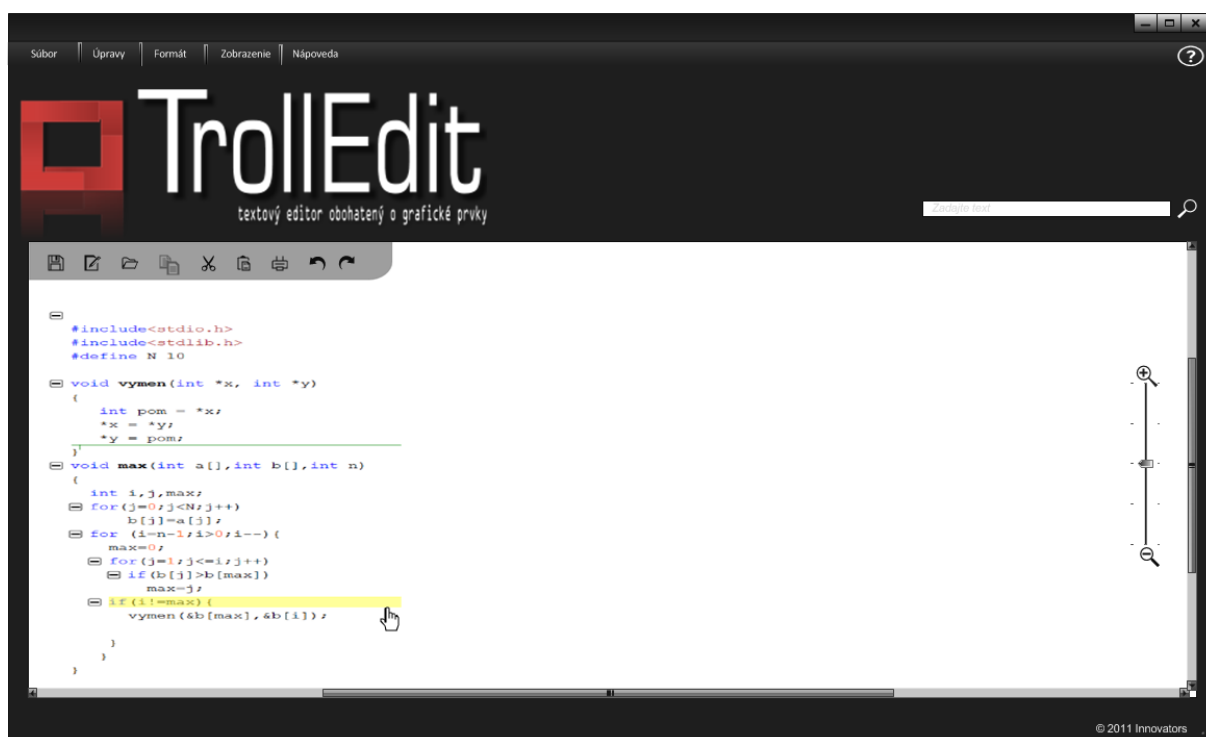 Súbor Úpravy Formát Zobrazenie Nápoveda
?
TrollEdit
textový editor obohatený o grafické prvky
Zadajte text
#include<stdio.h>
#include<stdlib.h>
#define N 10
void vymen(int *x, int *y)
{
int pom = *x;
*x = *y;
*y = pom;
}
void max(int a[],int b[],int n)
{
int i,j,max;
for(j=0;j<N;j++)
b[j]=a[j];
for (i=n-1;i>0;i--){
max=0;
for(j=1;j<=i;j++)
if(b[j]>b[max])
max=j;
if(i!=max){
vymen(&b[max],&b[i]);
}
}
}
© 2011 Innovators